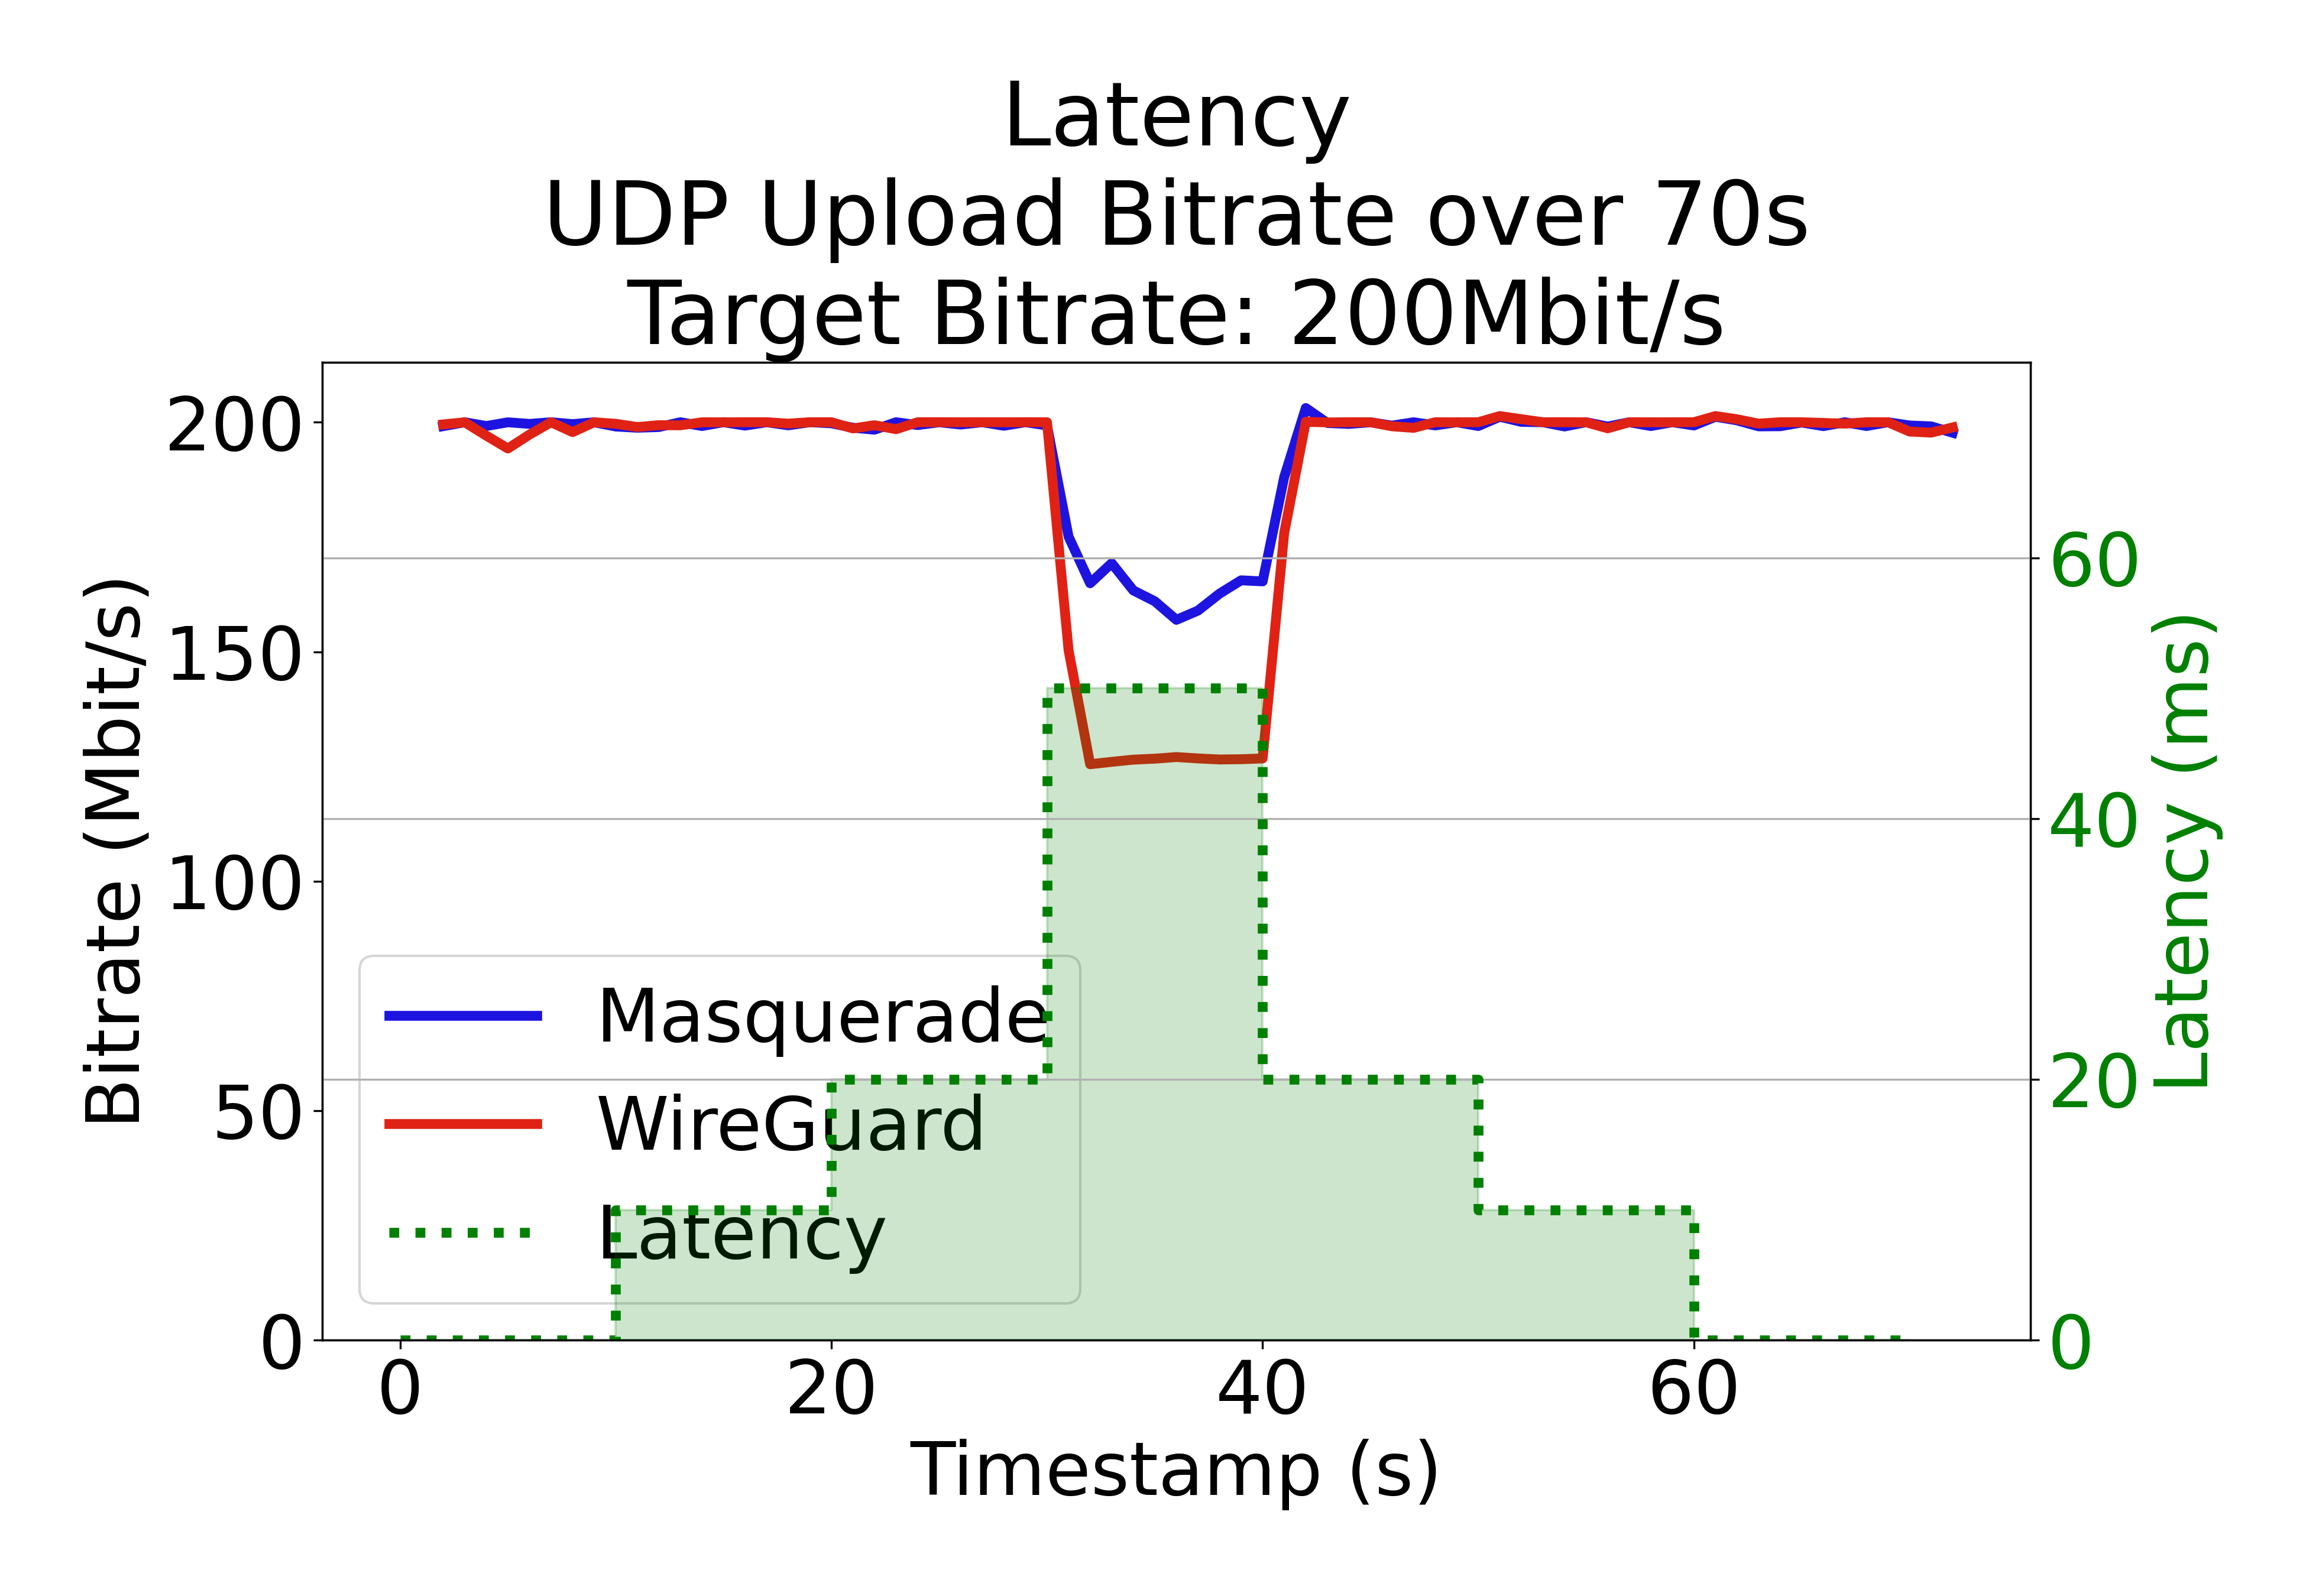 Latency
UDP Upload Bitrate over 70s
Target Bitrate: 200Mbit/s
Bitrate (Mbit/s)
200
150
100
50
0
Masquerade
WireGuard
Latency
60
40
20
0
Latency (ms)
0 20 40 60
Timestamp (s)